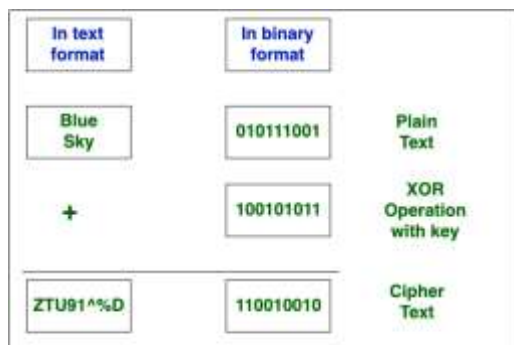 In text format
In binary format
Blue Sky
010111001
Plain Text
+
100101011
XOR Operation with key
ZTU91^%D
110010010
Cipher Text